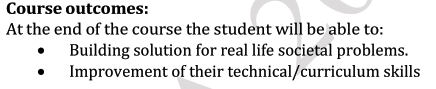 Course outcomes:
At the end of the course the student will be able to:
• Building solution for real life societal problems.
• Improvement of their technical/curriculum skills